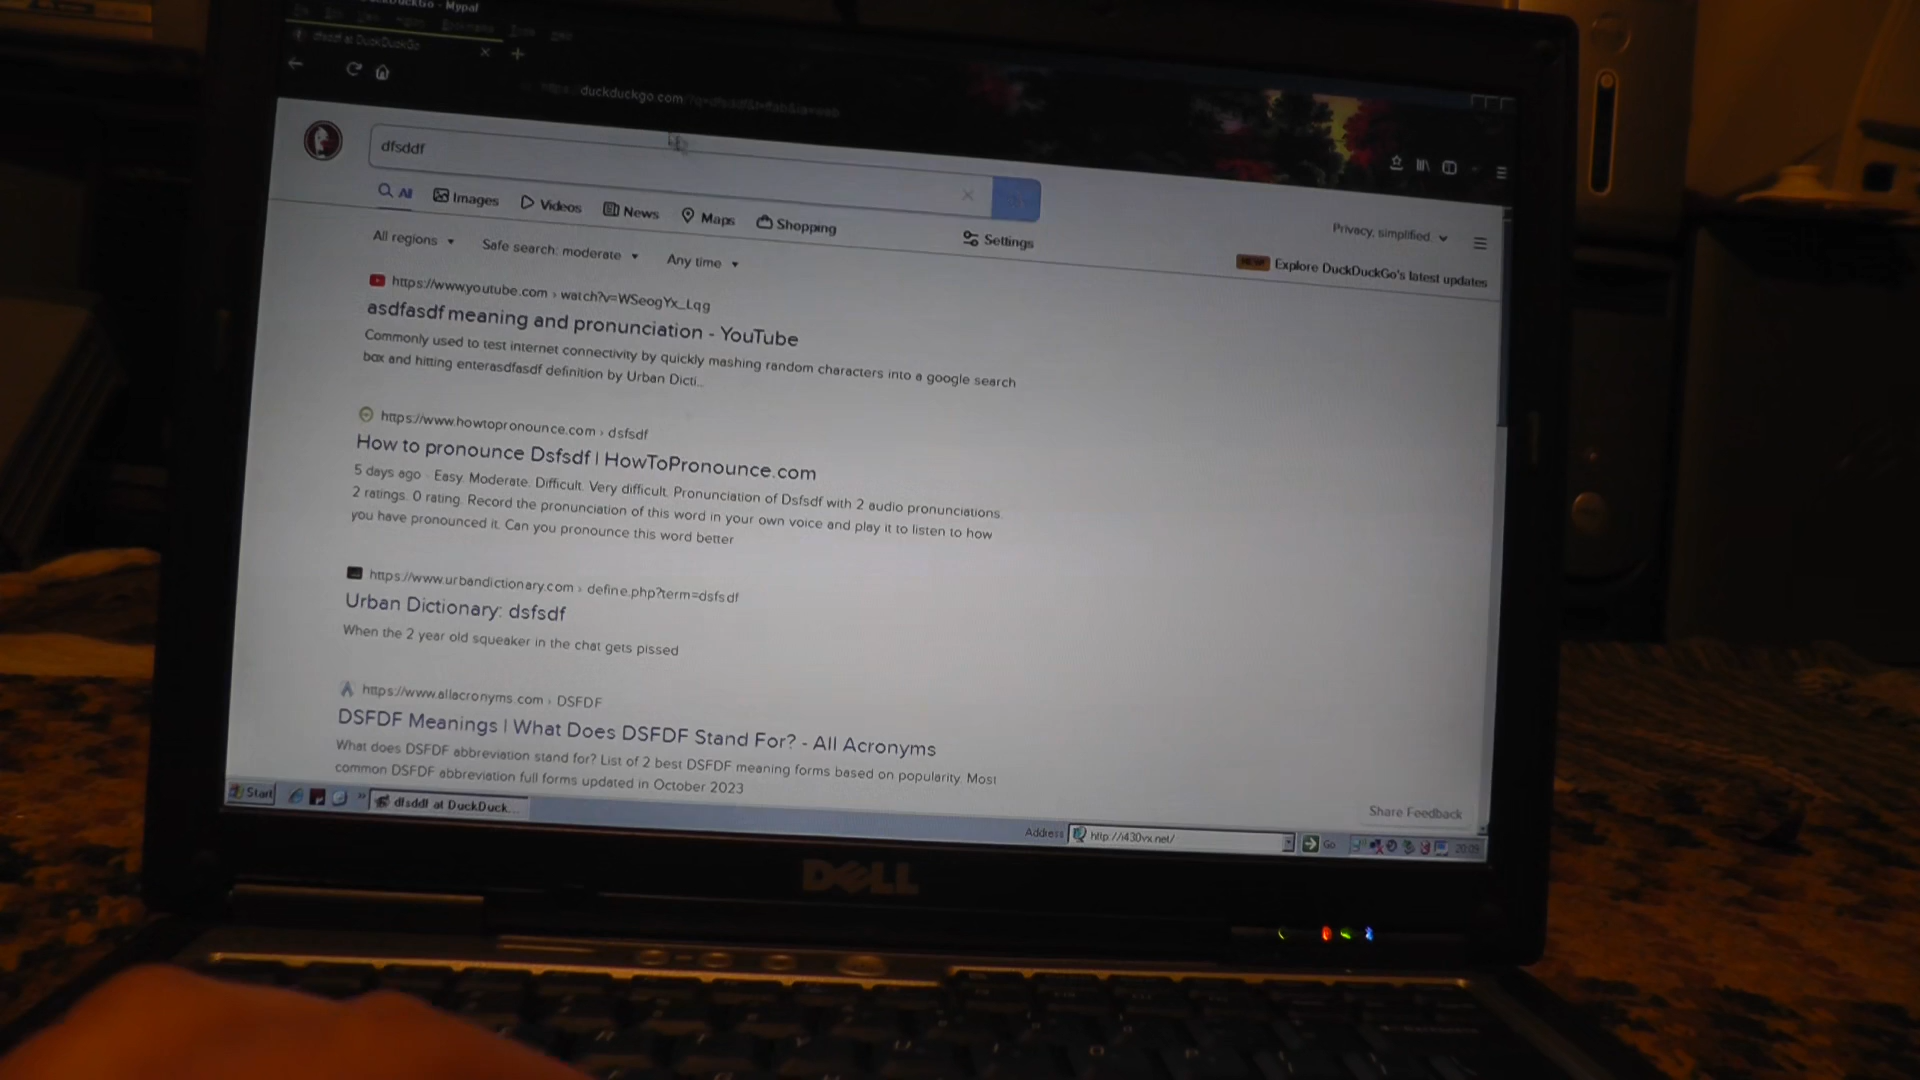 DuckDuckGo - Mypal
dfsddf at DuckDuckGo
duckduckgo.com
dfsddf
All Images Videos News Maps Shopping Settings
Privacy, simplified.
All regions Safe search: moderate Any time
Explore DuckDuckGo's latest updates
https://www.youtube.com › watch?v=WSeogYx_Lqg
asdfasdf meaning and pronunciation - YouTube
Commonly used to test internet connectivity by quickly mashing random characters into a google search
box and hitting enterasdfasdf definition by Urban Dicti...
https://www.howtopronounce.com › dsfsdf
How to pronounce Dsfsdf | HowToPronounce.com
5 days ago · Easy. Moderate. Difficult. Very difficult. Pronunciation of Dsfsdf with 2 audio pronunciations.
2 ratings. 0 rating. Record the pronunciation of this word in your own voice and play it to listen to how
you have pronounced it. Can you pronounce this word better
https://www.urbandictionary.com › define.php?term=dsfsdf
Urban Dictionary: dsfsdf
When the 2 year old squeaker in the chat gets pissed
https://www.allacronyms.com › DSFDF
DSFDF Meanings | What Does DSFDF Stand For? - All Acronyms
What does DSFDF abbreviation stand for? List of 2 best DSFDF meaning forms based on popularity. Most
common DSFDF abbreviation full forms updated in October 2023
Share Feedback
Start » dfsddf at DuckDuck... Address http://i430vx.net/ Go 20:09
DELL